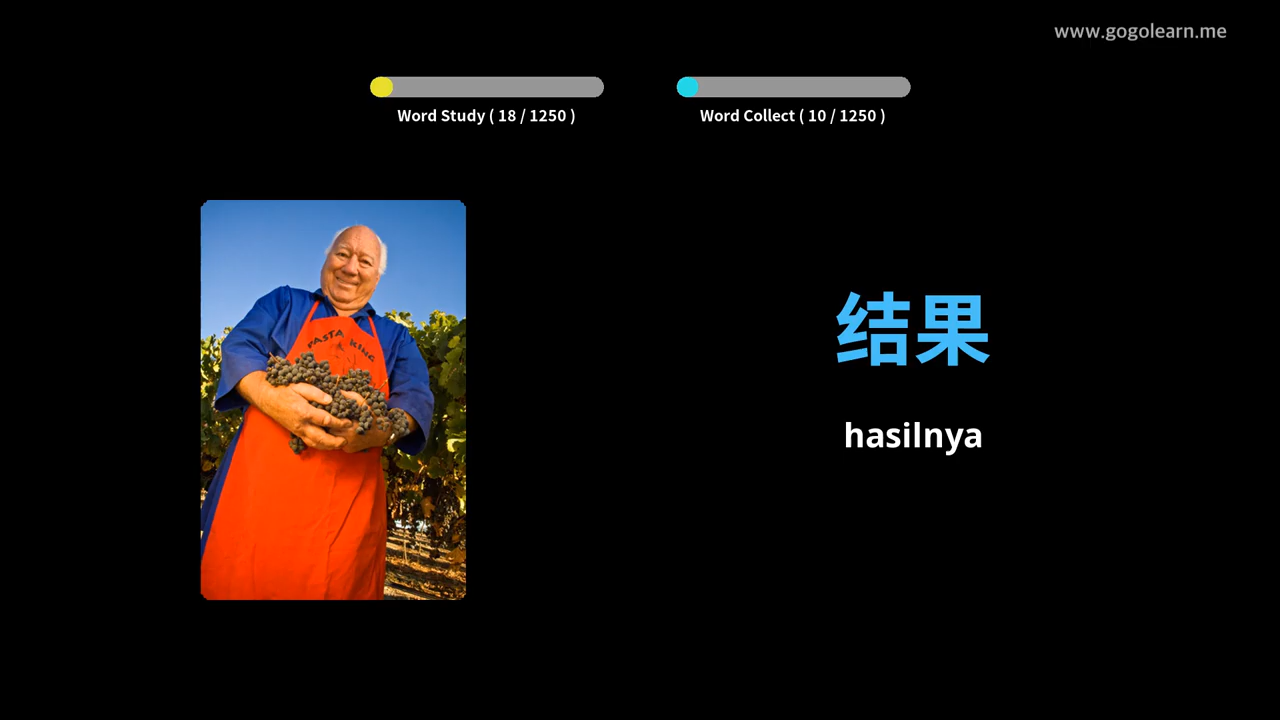 www.gogolearn.me
Word Study ( 18 / 1250 )
Word Collect ( 10 / 1250 )
PASTA KING
结果
hasilnya